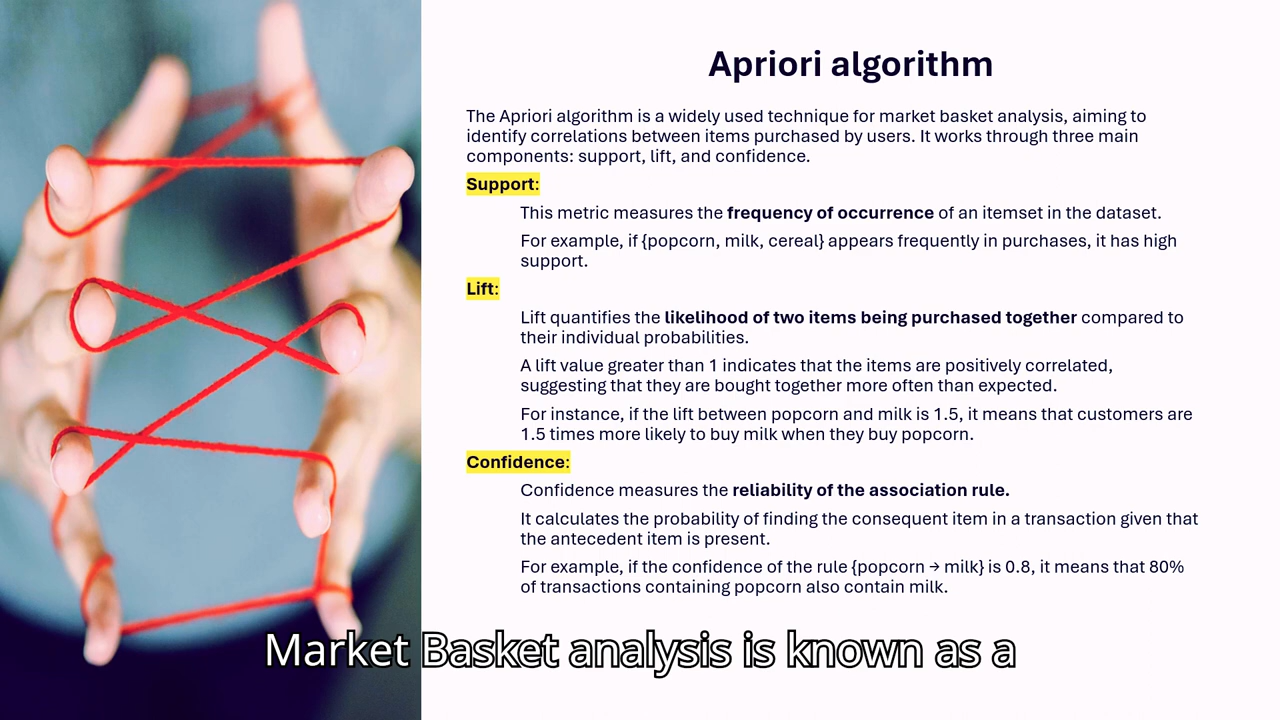 Apriori algorithm
The Apriori algorithm is a widely used technique for market basket analysis, aiming to
identify correlations between items purchased by users. It works through three main
components: support, lift, and confidence.
Support:
This metric measures the frequency of occurrence of an itemset in the dataset.
For example, if {popcorn, milk, cereal} appears frequently in purchases, it has high
support.
Lift:
Lift quantifies the likelihood of two items being purchased together compared to
their individual probabilities.
A lift value greater than 1 indicates that the items are positively correlated,
suggesting that they are bought together more often than expected.
For instance, if the lift between popcorn and milk is 1.5, it means that customers are
1.5 times more likely to buy milk when they buy popcorn.
Confidence:
Confidence measures the reliability of the association rule.
It calculates the probability of finding the consequent item in a transaction given that
the antecedent item is present.
For example, if the confidence of the rule {popcorn → milk} is 0.8, it means that 80%
of transactions containing popcorn also contain milk.
Market Basket analysis is known as a